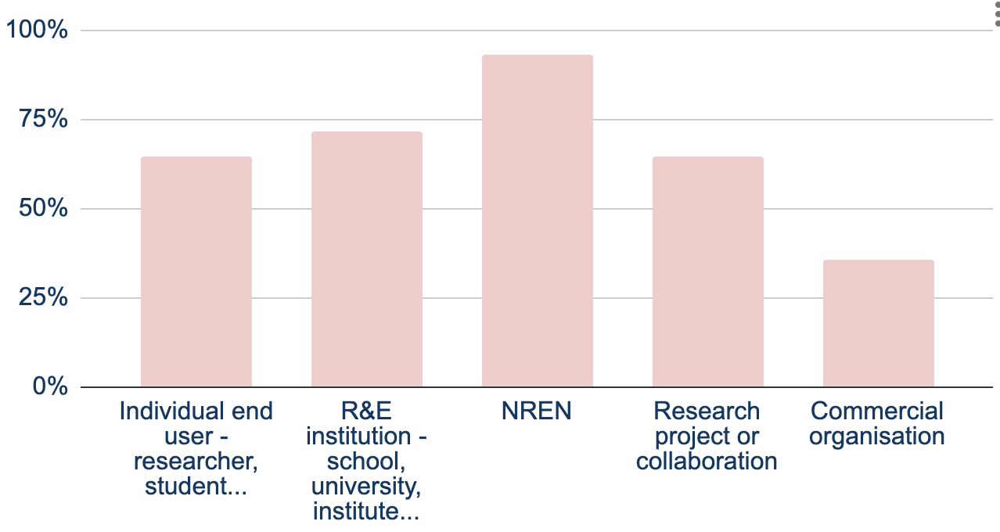 100%
75%
50%
25%
0%
Individual end
user -
researcher,
student...
R&E
institution -
school,
university,
institute...
NREN
Research
project or
collaboration
Commercial
organisation